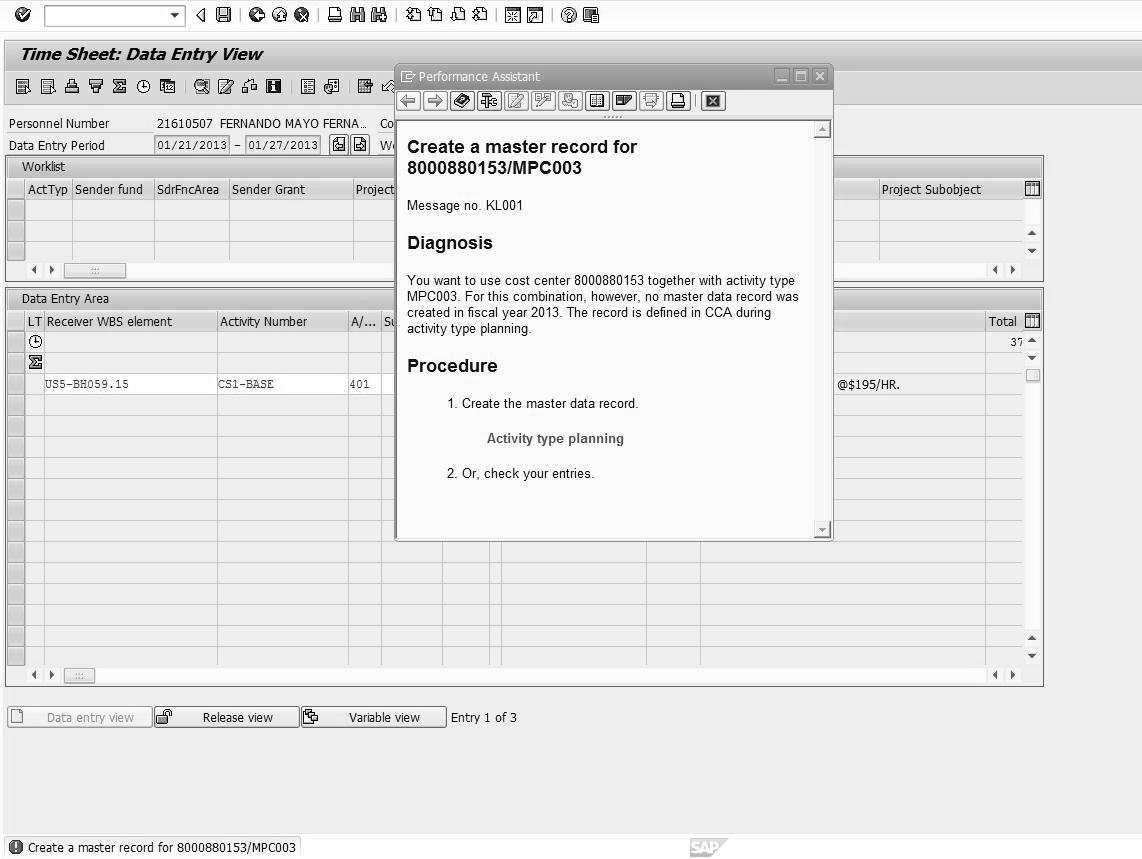 Time Sheet: Data Entry View
Personnel Number 21610507 FERNANDO MAYO FERNA... Co
Data Entry Period 01/21/2013 - 01/27/2013
Worklist
ActTyp Sender fund SdrFncArea Sender Grant Project Project Subobject
Data Entry Area
LT Receiver WBS element Activity Number A/... Total
37
US5-BH059.15 CS1-BASE 401 @$195/HR.
Performance Assistant
Create a master record for
8000880153/MPC003
Message no. KL001
Diagnosis
You want to use cost center 8000880153 together with activity type
MPC003. For this combination, however, no master data record was
created in fiscal year 2013. The record is defined in CCA during
activity type planning.
Procedure
1. Create the master data record.
Activity type planning
2. Or, check your entries.
Data entry view Release view Variable view Entry 1 of 3
Create a master record for 8000880153/MPC003
SAP